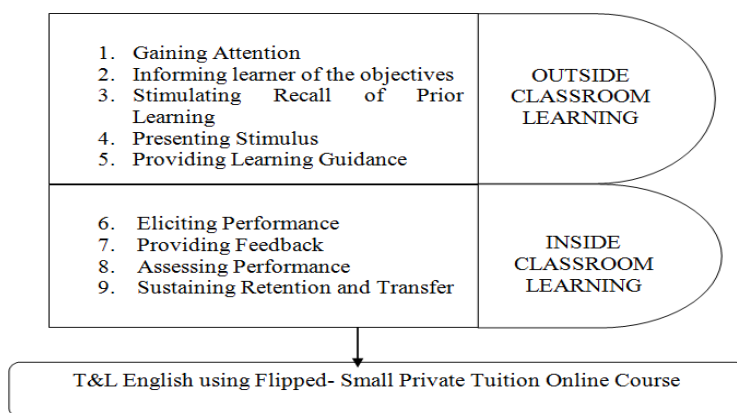 1. Gaining Attention
2. Informing learner of the objectives
3. Stimulating Recall of Prior
Learning
4. Presenting Stimulus
5. Providing Learning Guidance
OUTSIDE
CLASSROOM
LEARNING
6. Eliciting Performance
7. Providing Feedback
8. Assessing Performance
9. Sustaining Retention and Transfer
INSIDE
CLASSROOM
LEARNING
T&L English using Flipped- Small Private Tuition Online Course